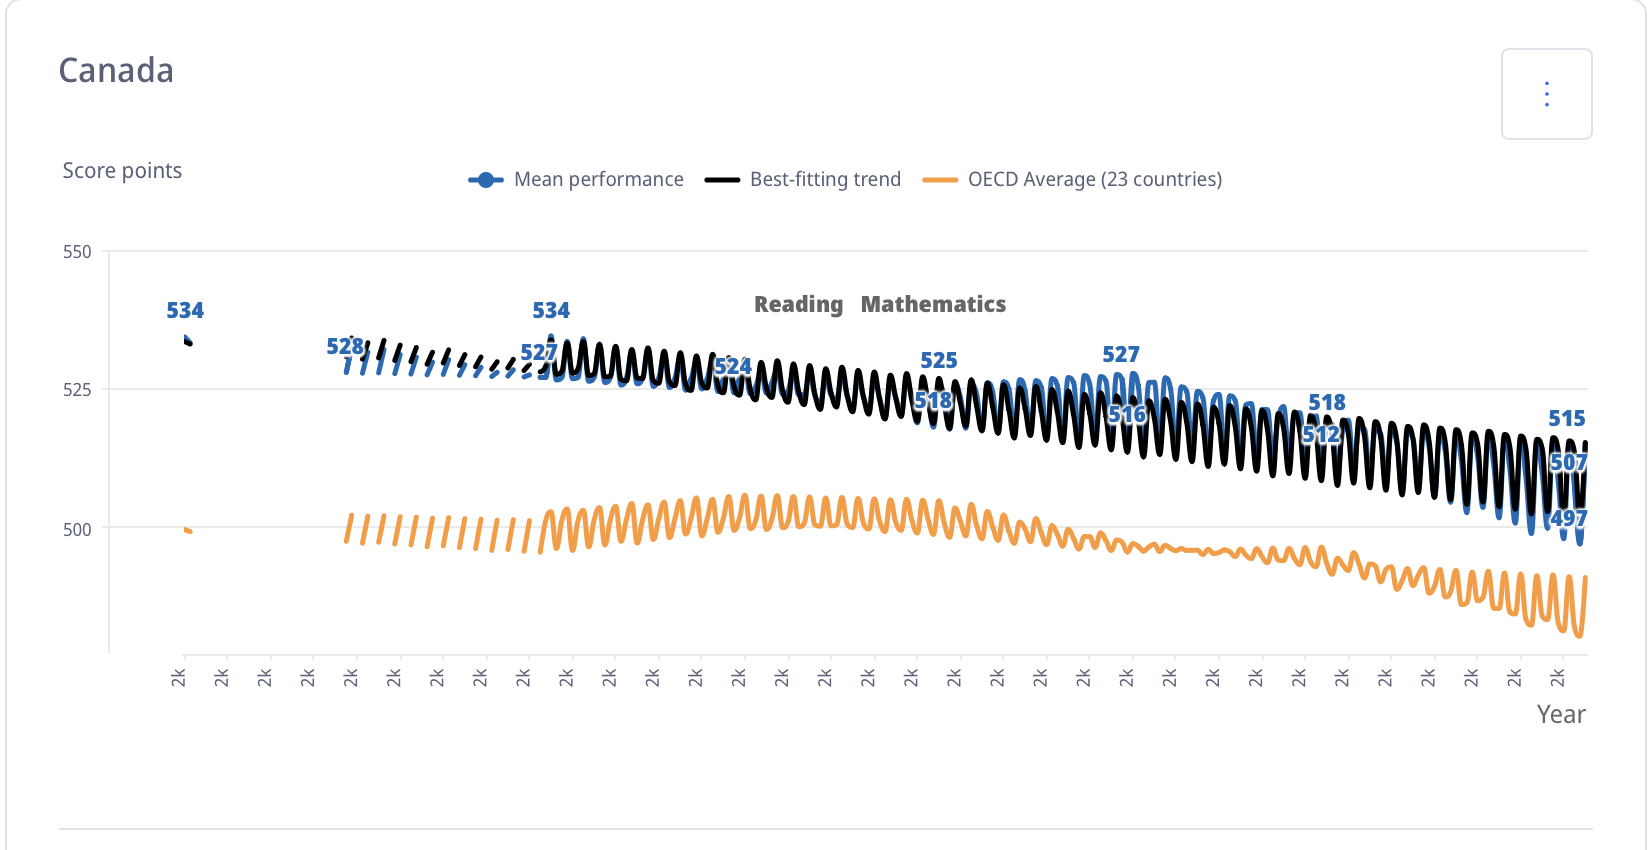 Canada
Score points
Mean performance Best-fitting trend OECD Average (23 countries)
550
534 534 Reading Mathematics
528 527 524 525 527
525
518 516 518 512 515
507
500 497
2k 2k 2k 2k 2k 2k 2k 2k 2k 2k 2k 2k 2k 2k 2k 2k 2k 2k 2k 2k 2k 2k 2k 2k 2k 2k 2k 2k 2k 2k 2k 2k 2k
Year